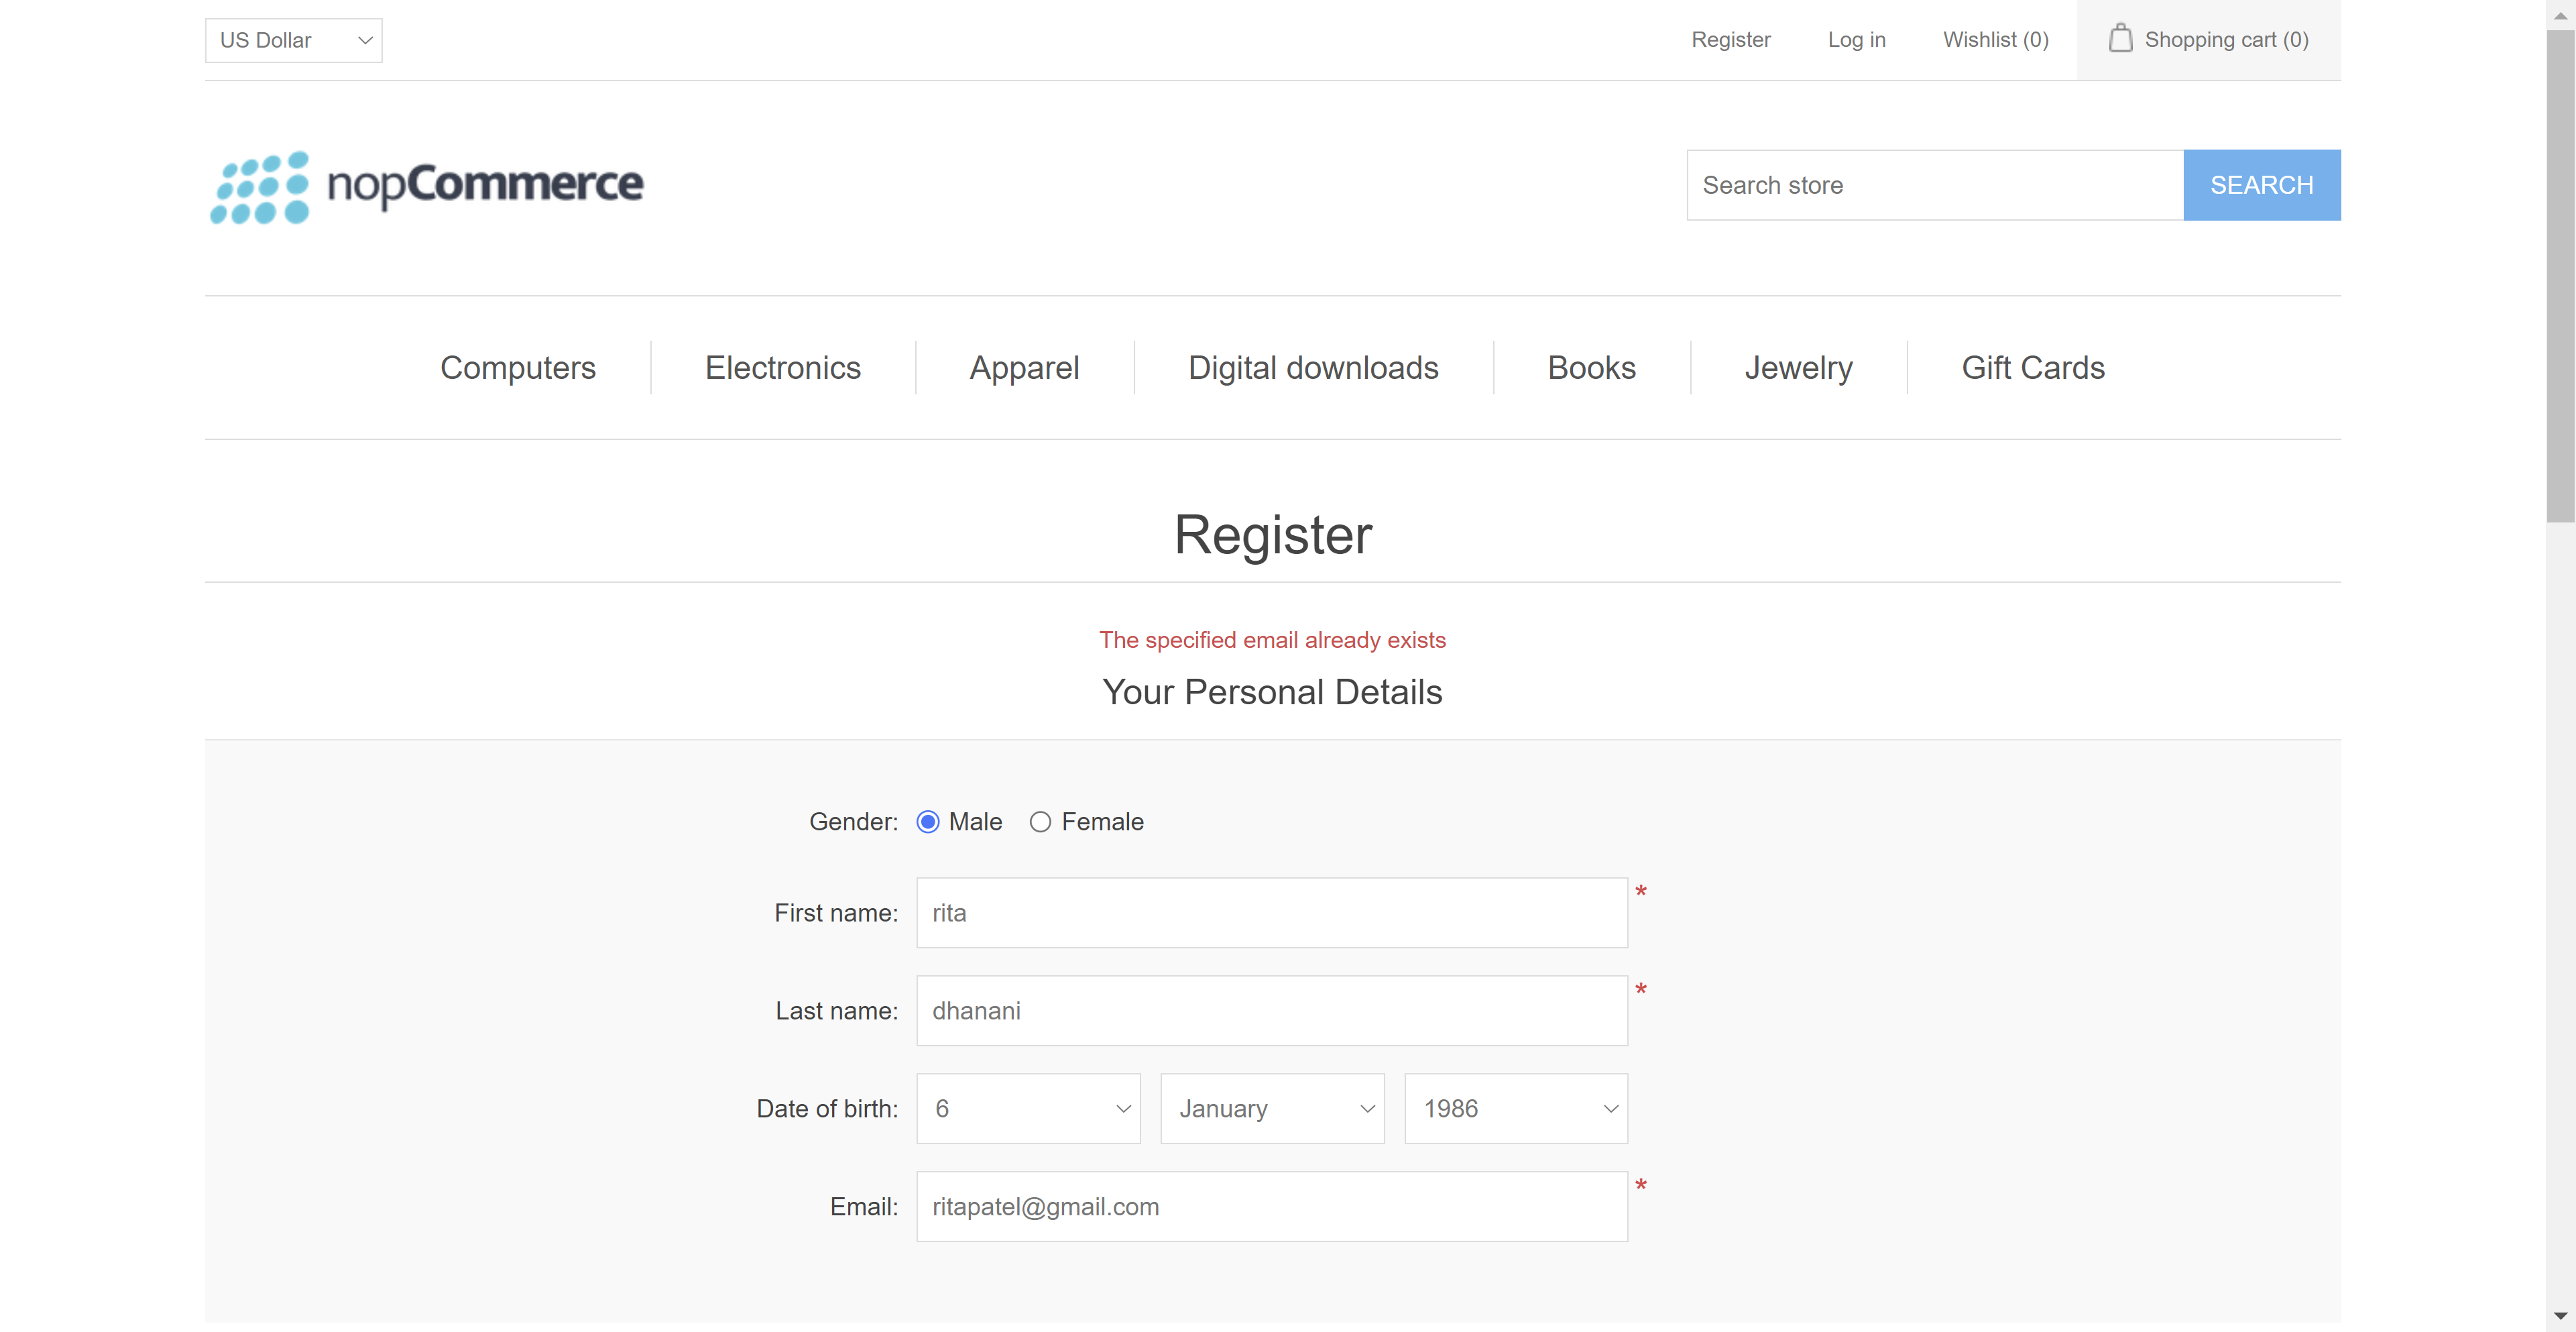 US Dollar Register Log in Wishlist (0) Shopping cart (0)
nopCommerce Search store SEARCH
Computers Electronics Apparel Digital downloads Books Jewelry Gift Cards
Register
The specified email already exists
Your Personal Details
Gender: Male Female
First name: rita *
Last name: dhanani *
Date of birth: 6 January 1986
Email: ritapatel@gmail.com *